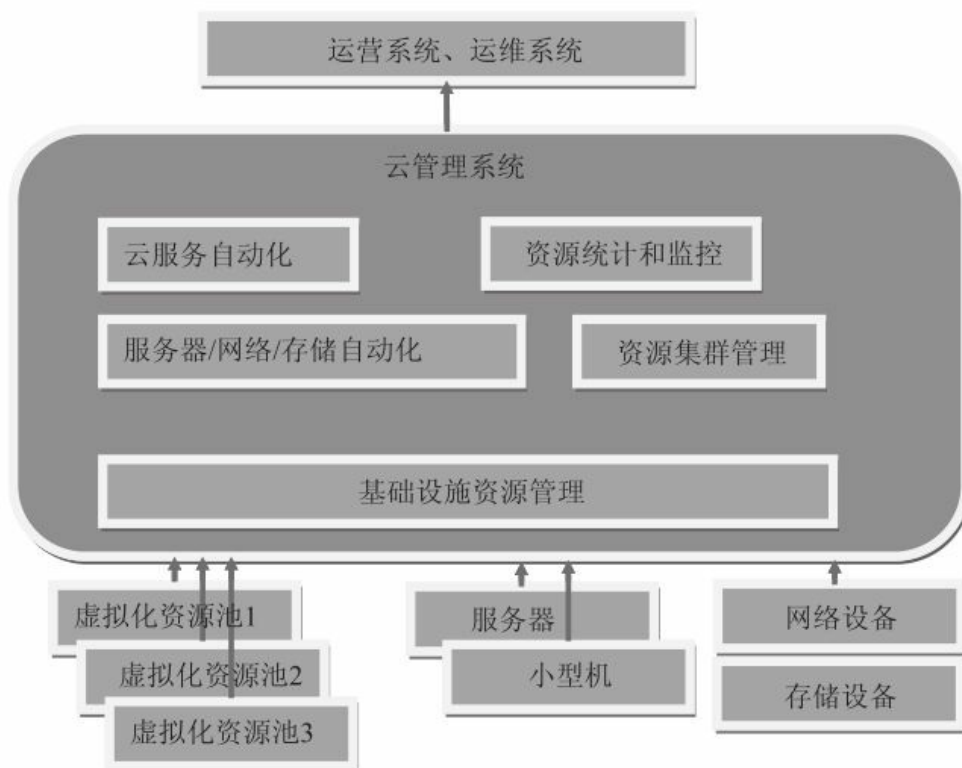 运营系统、运维系统
云管理系统
云服务自动化
资源统计和监控
服务器/网络/存储自动化
资源集群管理
基础设施资源管理
虚拟化资源池1
服务器
网络设备
虚拟化资源池2
小型机
存储设备
虚拟化资源池3